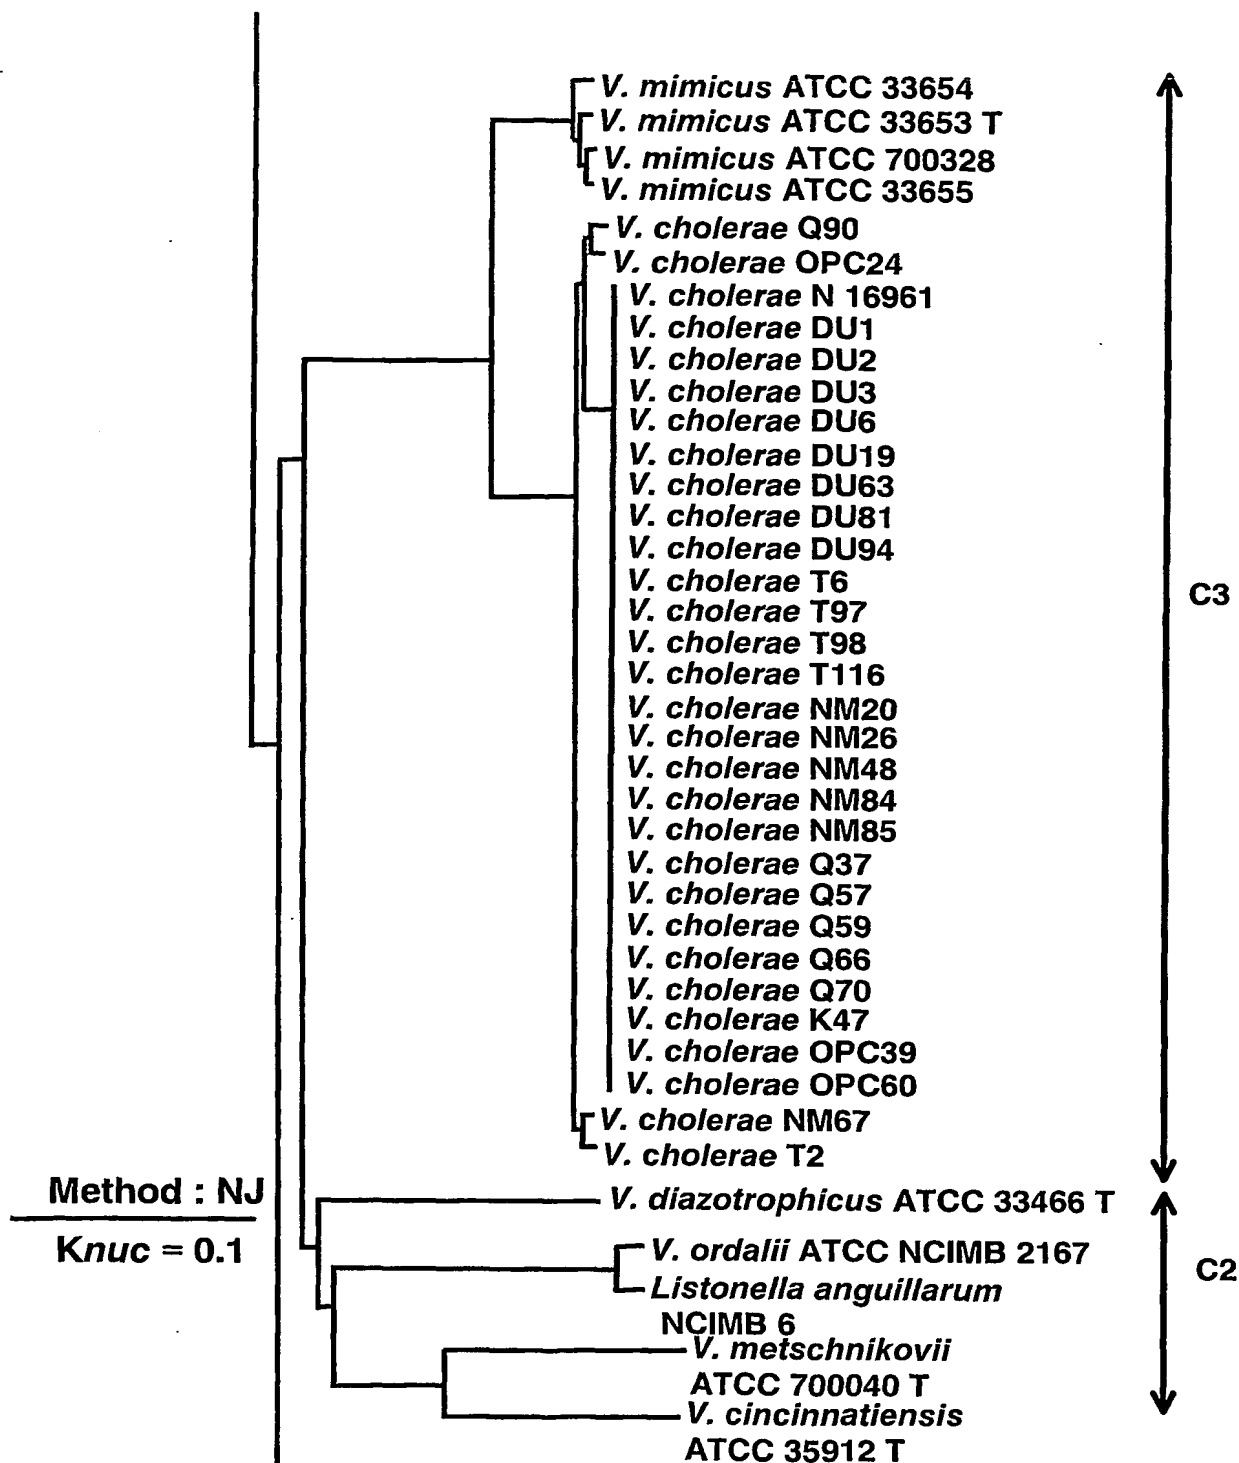 V. mimicus ATCC 33654
V. mimicus ATCC 33653 T
V. mimicus ATCC 700328
V. mimicus ATCC 33655
V. cholerae Q90
V. cholerae OPC24
V. cholerae N 16961
V. cholerae DU1
V. cholerae DU2
V. cholerae DU3
V. cholerae DU6
V. cholerae DU19
V. cholerae DU63
V. cholerae DU81
V. cholerae DU94
V. cholerae T6
C3
V. cholerae T97
V. cholerae T98
V. cholerae T116
V. cholerae NM20
V. cholerae NM26
V. cholerae NM48
V. cholerae NM84
V. cholerae NM85
V. cholerae Q37
V. cholerae Q57
V. cholerae Q59
V. cholerae Q66
V. cholerae Q70
V. cholerae K47
V. cholerae OPC39
V. cholerae OPC60
V. cholerae NM67
V. cholerae T2
Method : NJ
Knuc = 0.1
V. diazotrophicus ATCC 33466 T
V. ordalii ATCC NCIMB 2167
C2
Listonella anguillarum
NCIMB 6
V. metschnikovii
ATCC 700040 T
V. cincinnatiensis
ATCC 35912 T